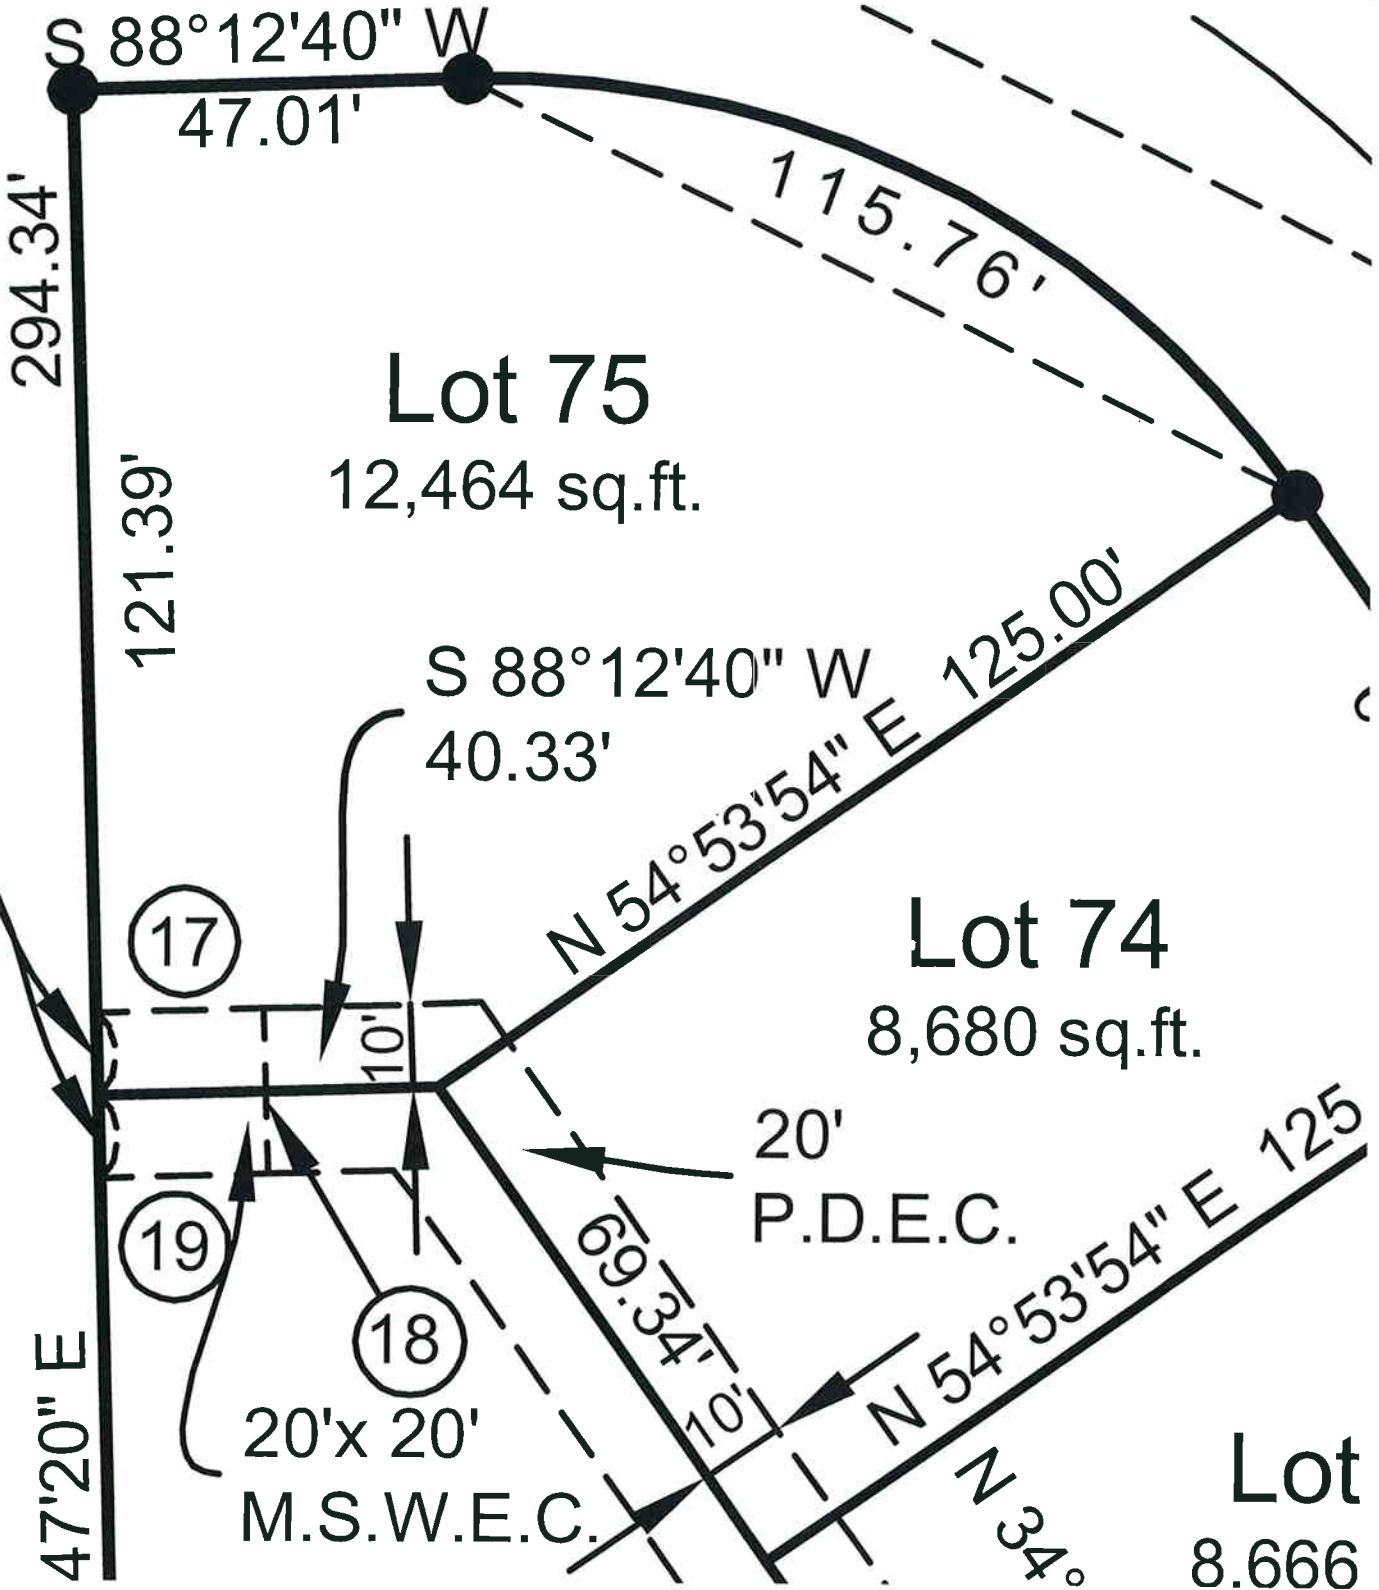 S 88°12'40" W
47.01'
294.34'
115.76'
Lot 75
12,464 sq.ft.
121.39'
S 88°12'40" W
40.33'
N 54°53'54" E 125.00'
17
10'
Lot 74
8,680 sq.ft.
20'
P.D.E.C.
19
18
69.34'
10'
N 54°53'54" E 125
20'x 20'
M.S.W.E.C.
47'20" E
N 34°
Lot
8.666